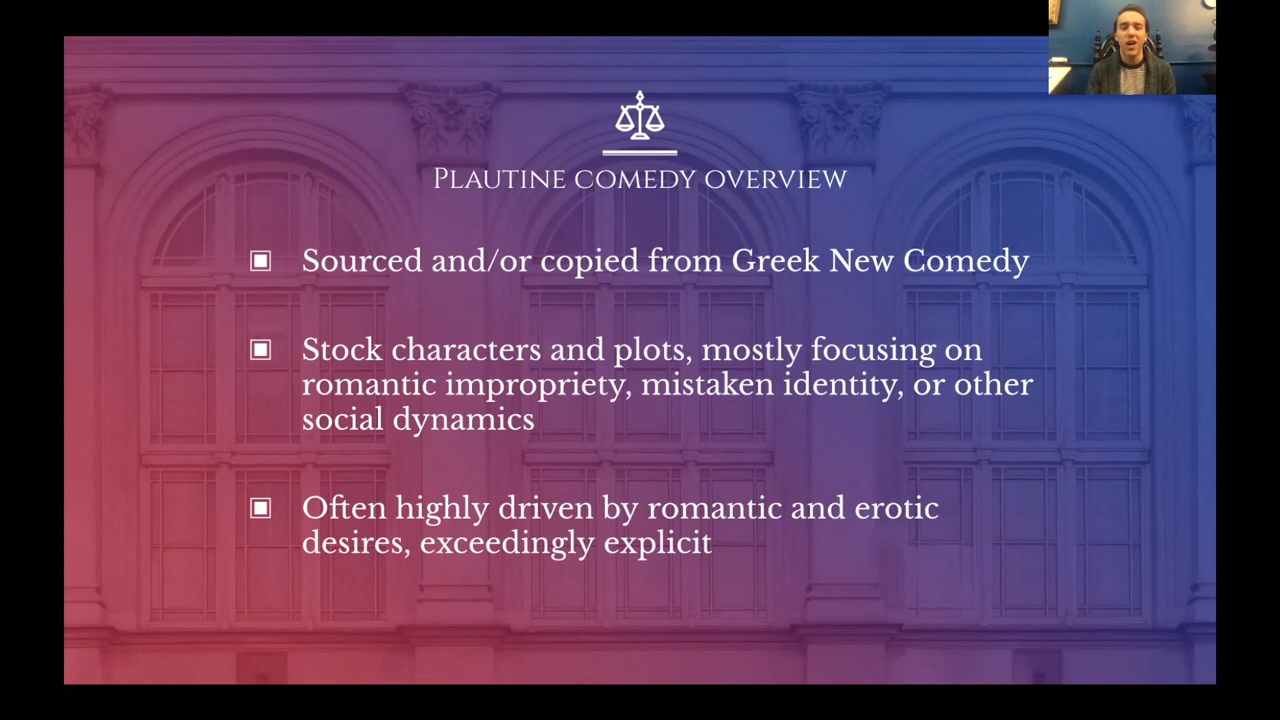 Plautine comedy overview
Sourced and/or copied from Greek New Comedy
Stock characters and plots, mostly focusing on
romantic impropriety, mistaken identity, or other
social dynamics
Often highly driven by romantic and erotic
desires, exceedingly explicit